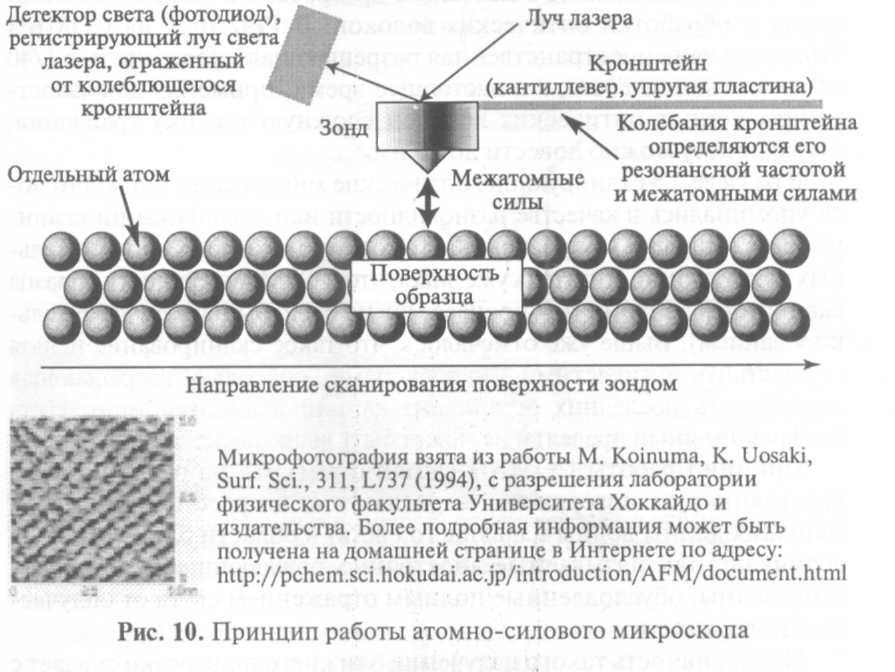 Детектор света (фотодиод),
регистрирующий луч света
лазера, отраженный
от колеблющегося
кронштейна
Луч лазера
Кронштейн
(кантиллевер, упругая пластина)
Зонд
Колебания кронштейна
определяются его
резонансной частотой
и межатомными силами
Отдельный атом
Межатомные
силы
Поверхность
образца
Направление сканирования поверхности зондом
Микрофотография взята из работы M. Koinuma, K. Uosaki,
Surf. Sci., 311, L737 (1994), с разрешения лаборатории
физического факультета Университета Хоккайдо и
издательства. Более подробная информация может быть
получена на домашней странице в Интернете по адресу:
http://pchem.sci.hokudai.ac.jp/introduction/AFM/document.html
Рис. 10. Принцип работы атомно-силового микроскопа